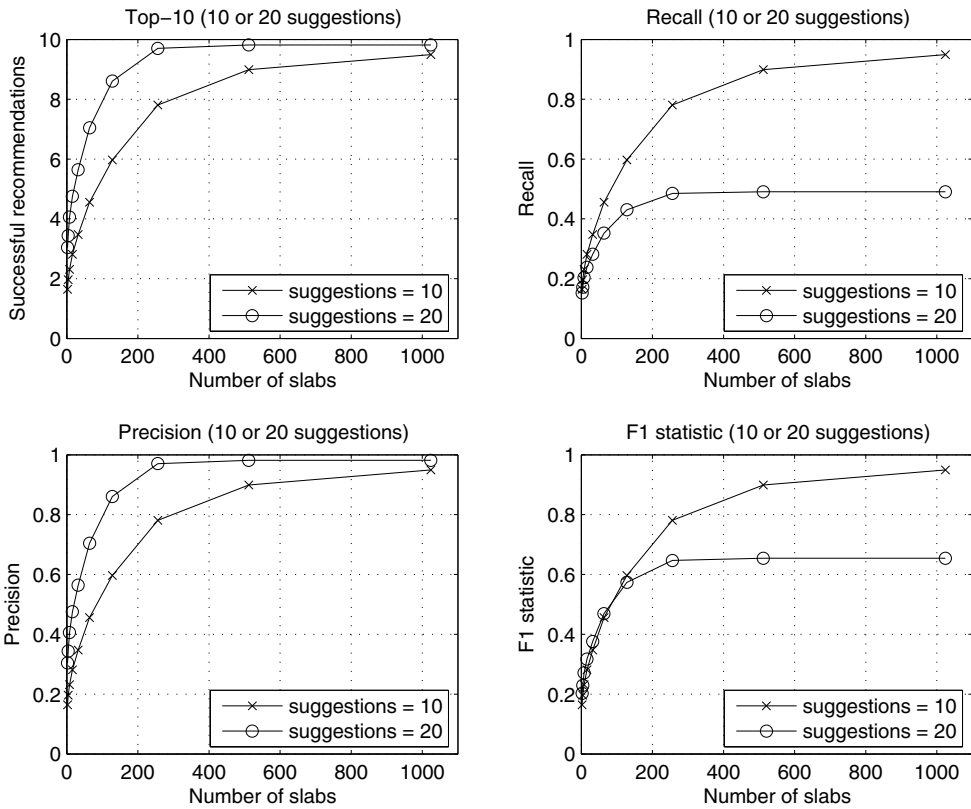 Top-10 (10 or 20 suggestions)
10
8
6
4
2
0
Succcessful recommendations
suggestions = 10
suggestions = 20
0 200 400 600 800 1000
Number of slabs
Recall (10 or 20 suggestions)
1
0.8
0.6
0.4
0.2
0
Recall
suggestions = 10
suggestions = 20
0 200 400 600 800 1000
Number of slabs
Precision (10 or 20 suggestions)
1
0.8
0.6
0.4
0.2
0
Precision
suggestions = 10
suggestions = 20
0 200 400 600 800 1000
Number of slabs
F1 statistic (10 or 20 suggestions)
1
0.8
0.6
0.4
0.2
0
F1 statistic
suggestions = 10
suggestions = 20
0 200 400 600 800 1000
Number of slabs